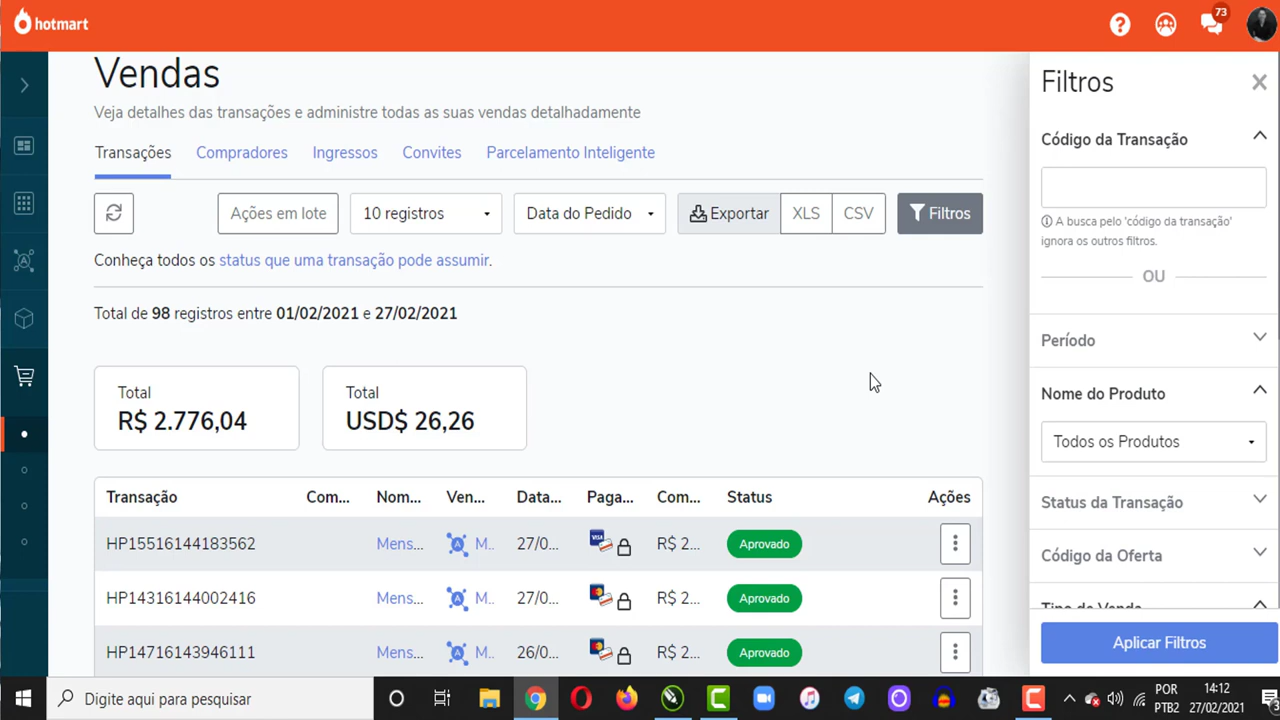 hotmart
73
Vendas
Veja detalhes das transações e administre todas as suas vendas detalhadamente
Transações Compradores Ingressos Convites Parcelamento Inteligente
Ações em lote 10 registros Data do Pedido Exportar XLS CSV Filtros
Conheça todos os status que uma transação pode assumir.
Total de 98 registros entre 01/02/2021 e 27/02/2021
Total
R$ 2.776,04
Total
USD$ 26,26
Transação Com... Nom... Ven... Data... Paga... Com... Status Ações
HP15516144183562 Mens... M.. 27/0... VISA R$ 2... Aprovado
HP14316144002416 Mens... M.. 27/0... R$ 2... Aprovado
HP14716143946111 Mens... M.. 26/0... R$ 2... Aprovado
Filtros
Código da Transação
A busca pelo 'código da transação'
ignora os outros filtros.
OU
Período
Nome do Produto
Todos os Produtos
Status da Transação
Código da Oferta
Tipo de Venda
Aplicar Filtros
Digite aqui para pesquisar
POR
PTB2
14:12
27/02/2021
3